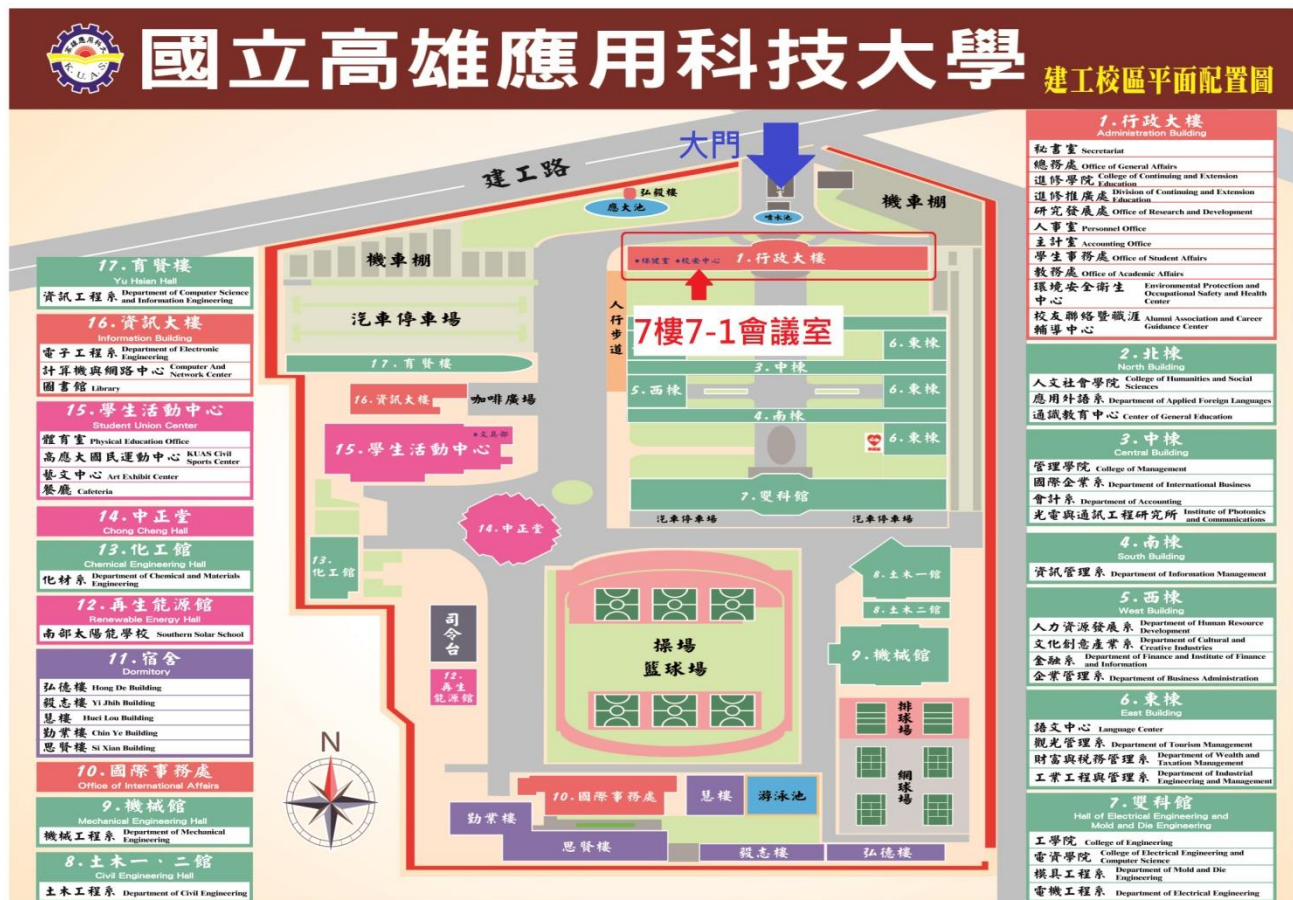 國立高雄應用科技大學 建工校區平面配置圖
K.U.A.S.
大門
建工路
弘毅樓
應大池
噴水池
機車棚
機車棚
汽車停車場
人行步道
保健室 校安中心 1.行政大樓
7樓7-1會議室
6.東棟
3.中棟
5.西棟
6.東棟
4.南棟
6.東棟
7.雙科館
汽車停車場
汽車停車場
17.育賢樓
16.資訊大樓
咖啡廣場
文具部
15.學生活動中心
14.中正堂
13.化工館
司令台
12.再生能源館
操場
籃球場
8.土木一館
8.土木二館
9.機械館
排球場
網球場
10.國際事務處
慧樓
游泳池
勤業樓
思賢樓
毅志樓
弘德樓
N
17.育賢樓
Yu Hsian Hall
資訊工程系 Department of Computer Science and Information Engineering
16.資訊大樓
Information Building
電子工程系 Department of Electronic Engineering
計算機與網路中心 Computer And Network Center
圖書館 Library
15.學生活動中心
Student Union Center
體育室 Physical Education Office
高應大國民運動中心 KUAS Civil Sports Center
藝文中心 Art Exhibit Center
餐廳 Cafeteria
14.中正堂
Chong Cheng Hall
13.化工館
Chemical Engineering Hall
化材系 Department of Chemical and Materials Engineering
12.再生能源館
Renewable Energy Hall
南部太陽能學校 Southern Solar School
11.宿舍
Dormitory
弘德樓 Hong De Building
毅志樓 Yi Jhih Building
慧樓 Huei Lou Building
勤業樓 Chin Ye Building
思賢樓 Si Xian Building
10.國際事務處
Office of International Affairs
9.機械館
Mechanical Engineering Hall
機械工程系 Department of Mechanical Engineering
8.土木一、二館
Civil Engineering Hall
土木工程系 Department of Civil Engineering
1.行政大樓
Administration Building
秘書室 Secretariat
總務處 Office of General Affairs
進修學院 College of Continuing and Extension Education
進修推廣處 Division of Continuing and Extension Education
研究發展處 Office of Research and Development
人事室 Personnel Office
主計室 Accounting Office
學生事務處 Office of Student Affairs
教務處 Office of Academic Affairs
環境安全衛生中心 Environmental Protection and Occupational Safety and Health Center
校友聯絡暨職涯輔導中心 Alumni Association and Career Guidance Center
2.北棟
North Building
人文社會學院 College of Humanities and Social Sciences
應用外語系 Department of Applied Foreign Languages
通識教育中心 Center of General Education
3.中棟
Central Building
管理學院 College of Management
國際企業系 Department of International Business
會計系 Department of Accounting
光電與通訊工程研究所 Institute of Photonics and Communications
4.南棟
South Building
資訊管理系 Department of Information Management
5.西棟
West Building
人力資源發展系 Department of Human Resource Development
文化創意產業系 Department of Cultural and Creative Industries
金融系 Department of Finance and Institute of Finance and Information
企業管理系 Department of Business Administration
6.東棟
East Building
語文中心 Language Center
觀光管理系 Department of Tourism Management
財富與稅務管理系 Department of Wealth and Taxation Management
工業工程與管理系 Department of Industrial Engineering and Management
7.雙科館
Hall of Electrical Engineering and Mold and Die Engineering
工學院 College of Engineering
電資學院 College of Electrical Engineering and Computer Science
模具工程系 Department of Mold and Die Engineering
電機工程系 Department of Electrical Engineering